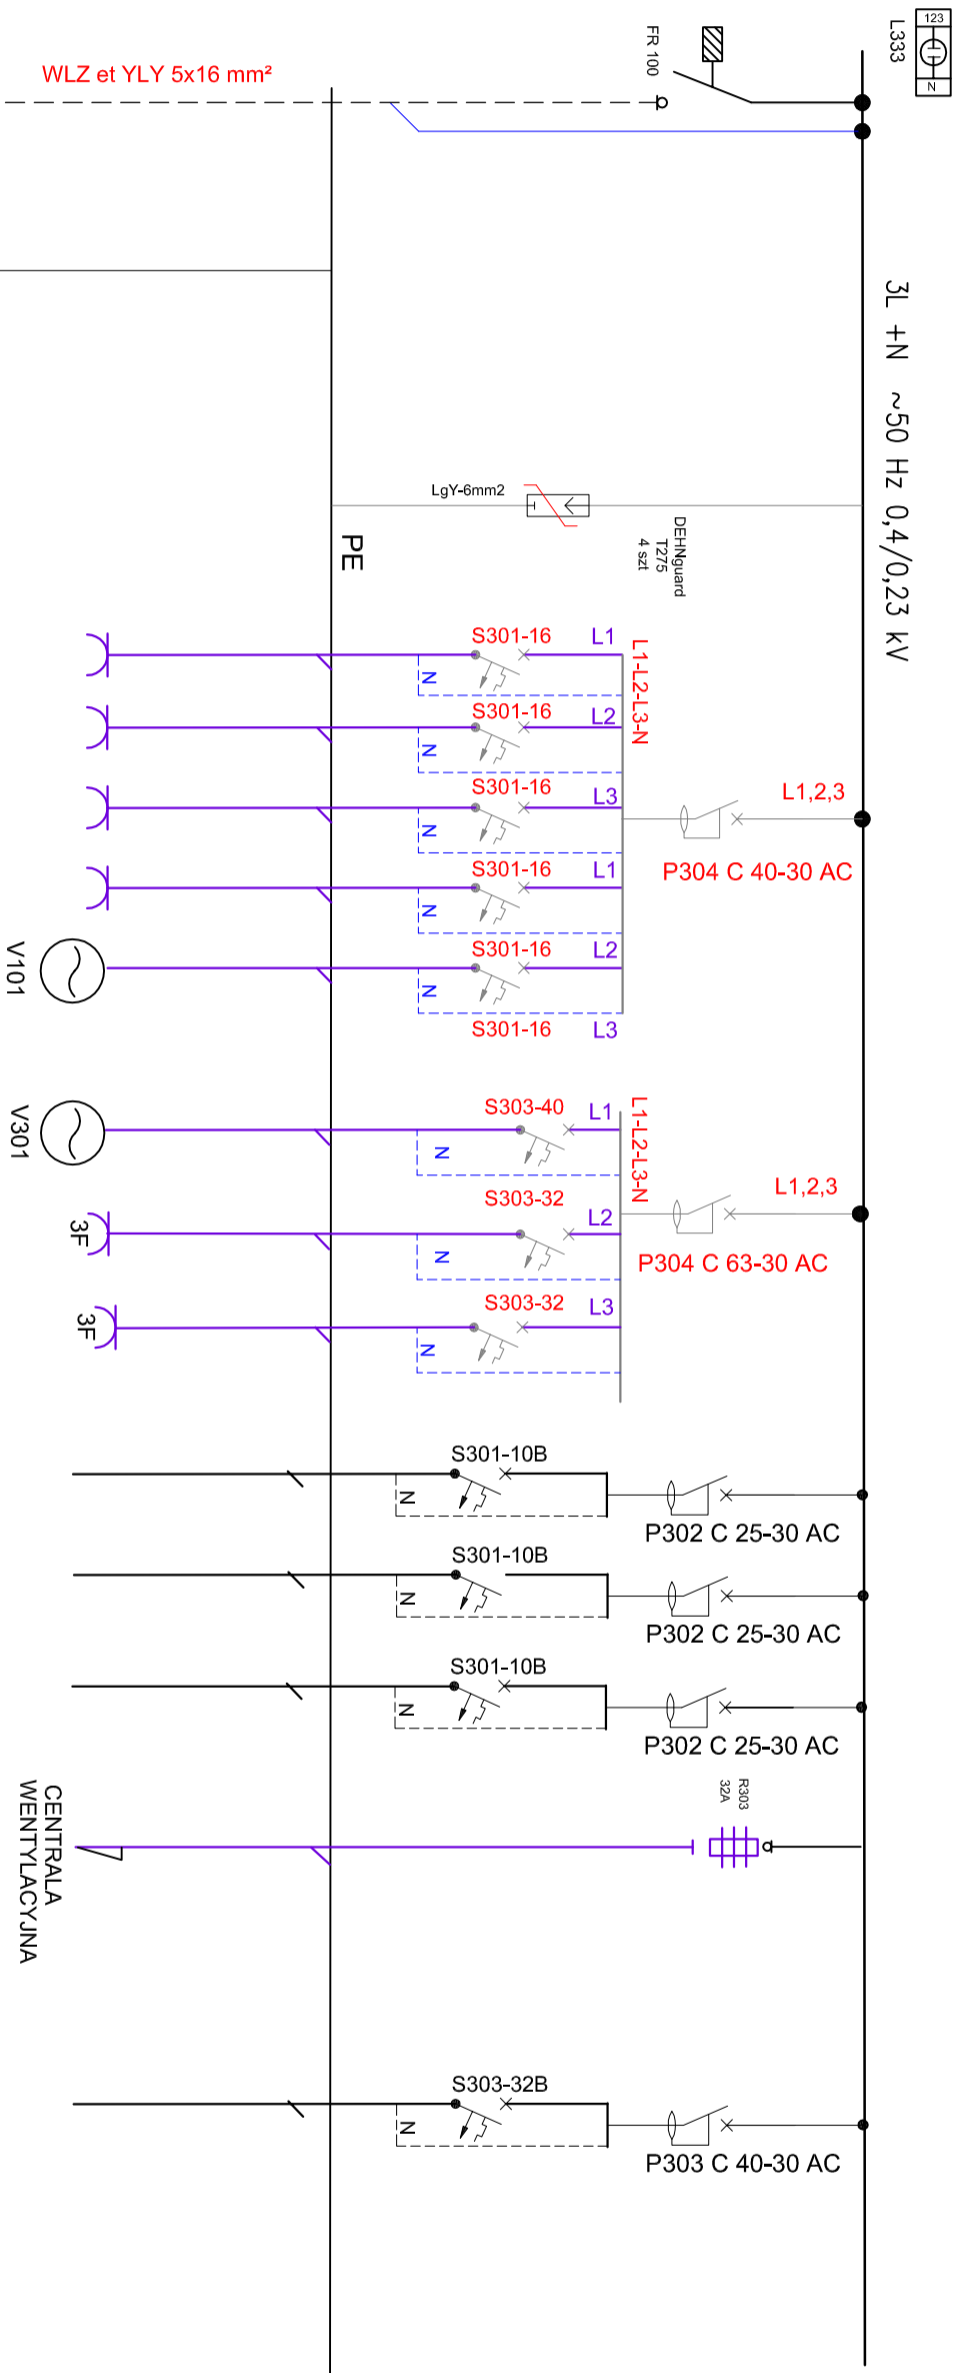 123
N
L333
FR 100
WLZ et YLY 5x16 mm²
3L +N ~50 Hz 0,4/0,23 kV
LgY-6mm2
DEHNguard
T275
4 szt
PE
L1-L2-L3-N
S301-16
L1
N
S301-16
L2
N
S301-16
L3
N
S301-16
L1
N
S301-16
L2
N
S301-16
L3
L1,2,3
P304 C 40-30 AC
V101
L1-L2-L3-N
S303-40
L1
N
S303-32
L2
N
S303-32
L3
N
L1,2,3
P304 C 63-30 AC
V301
3F
3F
S301-10B
N
P302 C 25-30 AC
S301-10B
N
P302 C 25-30 AC
S301-10B
N
P302 C 25-30 AC
R303
32A
CENTRALA
WENTYLACYJNA
S303-32B
N
P303 C 40-30 AC